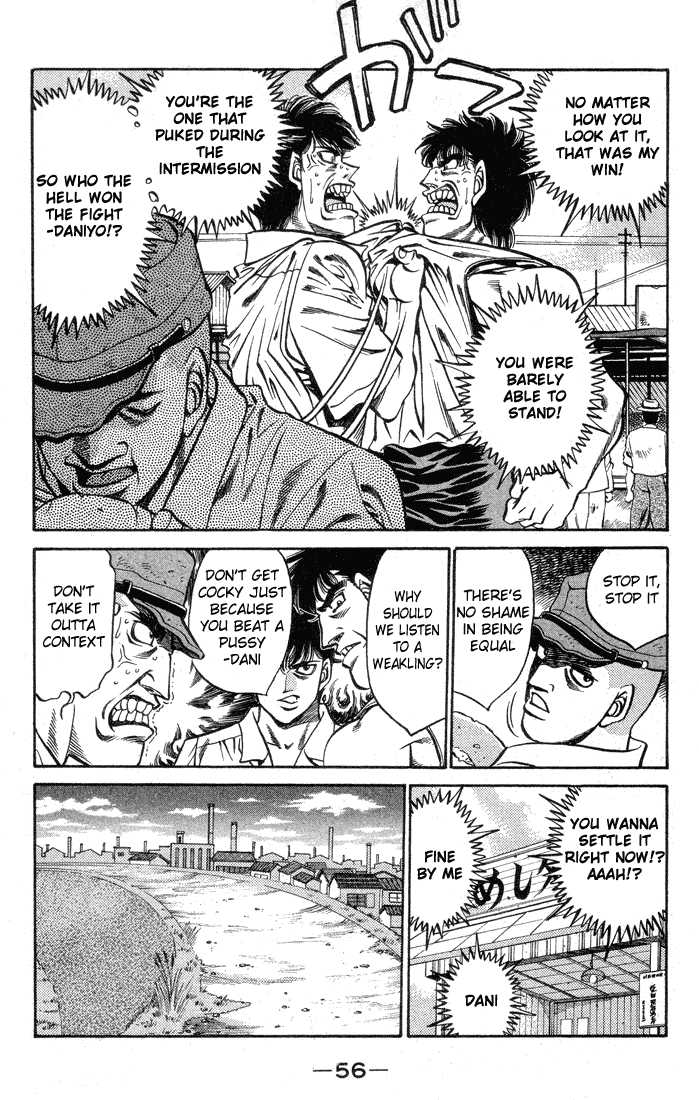 ガッ
NO MATTER
HOW YOU
LOOK AT IT,
THAT WAS MY
WIN!
YOU'RE THE
ONE THAT
PUKED DURING
THE
INTERMISSION
SO WHO THE
HELL WON
THE FIGHT
-DANIYO!?
YOU WERE
BARELY
ABLE TO
STAND!
STOP IT,
STOP IT
THERE'S
NO SHAME
IN BEING
EQUAL
WHY
SHOULD
WE LISTEN
TO A
WEAKLING?
DON'T GET
COCKY JUST
BECAUSE
YOU BEAT A
PUSSY
-DANI
DON'T
TAKE IT
OUTTA
CONTEXT
YOU WANNA
SETTLE IT
RIGHT NOW!?
AAAH!?
FINE
BY ME
めし
DANI
—56—